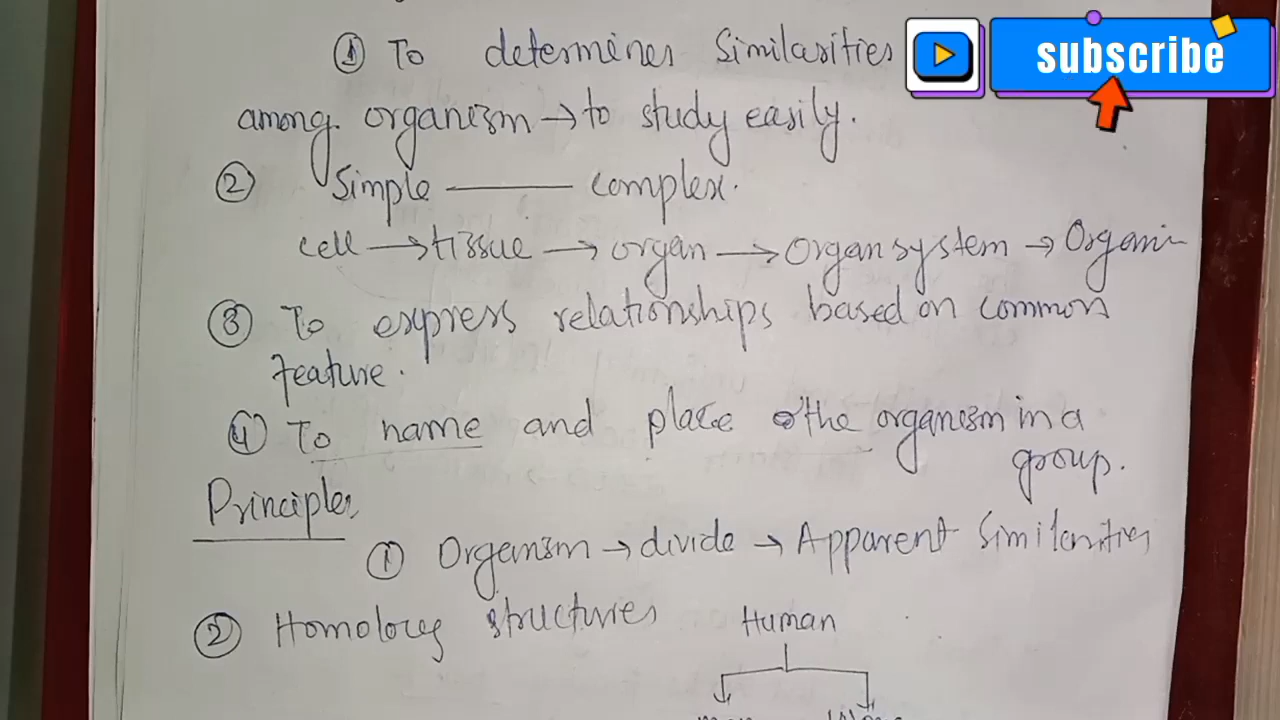 ① To determines Similarities
subscribe
among organism → to study easily.
② Simple —— complex.
cell → tissue → organ → Organ system → Organi
③ To express relationships based on common
feature.
④ To name and place the organism in a
group.
Principles
① Organism → divide → Apparent Similarities
② Homology structures
Human